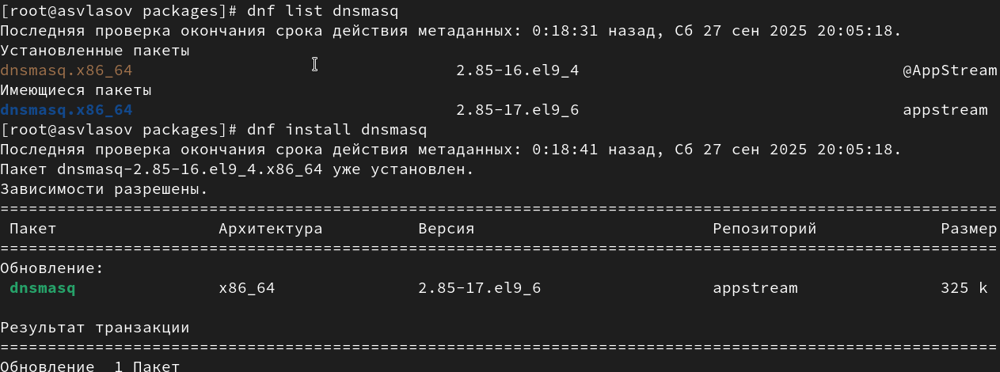 [root@asvlasov packages]# dnf list dnsmasq
Последняя проверка окончания срока действия метаданных: 0:18:31 назад, Сб 27 сен 2025 20:05:18.
Установленные пакеты
dnsmasq.x86_64 2.85-16.el9_4 @AppStream
Имеющиеся пакеты
dnsmasq.x86_64 2.85-17.el9_6 appstream
[root@asvlasov packages]# dnf install dnsmasq
Последняя проверка окончания срока действия метаданных: 0:18:41 назад, Сб 27 сен 2025 20:05:18.
Пакет dnsmasq-2.85-16.el9_4.x86_64 уже установлен.
Зависимости разрешены.
=========================================================================================================
Пакет Архитектура Версия Репозиторий Размер
=========================================================================================================
Обновление:
dnsmasq x86_64 2.85-17.el9_6 appstream 325 k
Результат транзакции
=========================================================================================================
Обновление 1 Пакет